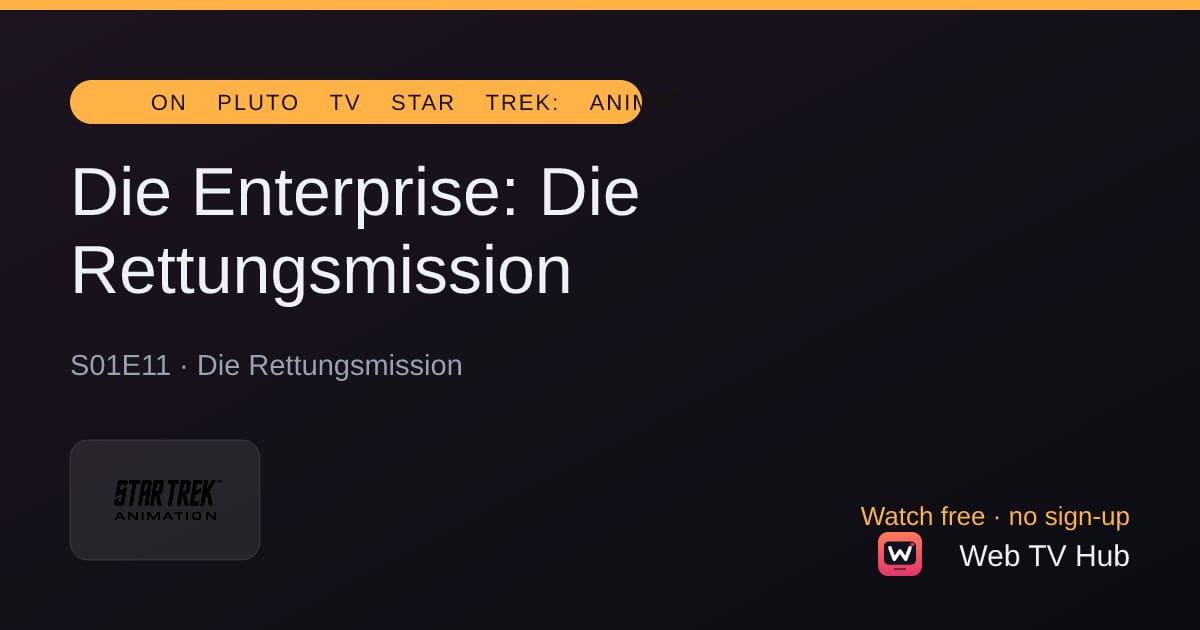 ON PLUTO TV STAR TREK:
Die Enterprise: Die
Rettungsmission
S01E11 · Die Rettungsmission
STAR TREK™
ANIMATION
Watch free · no sign-up
W
Web TV Hub